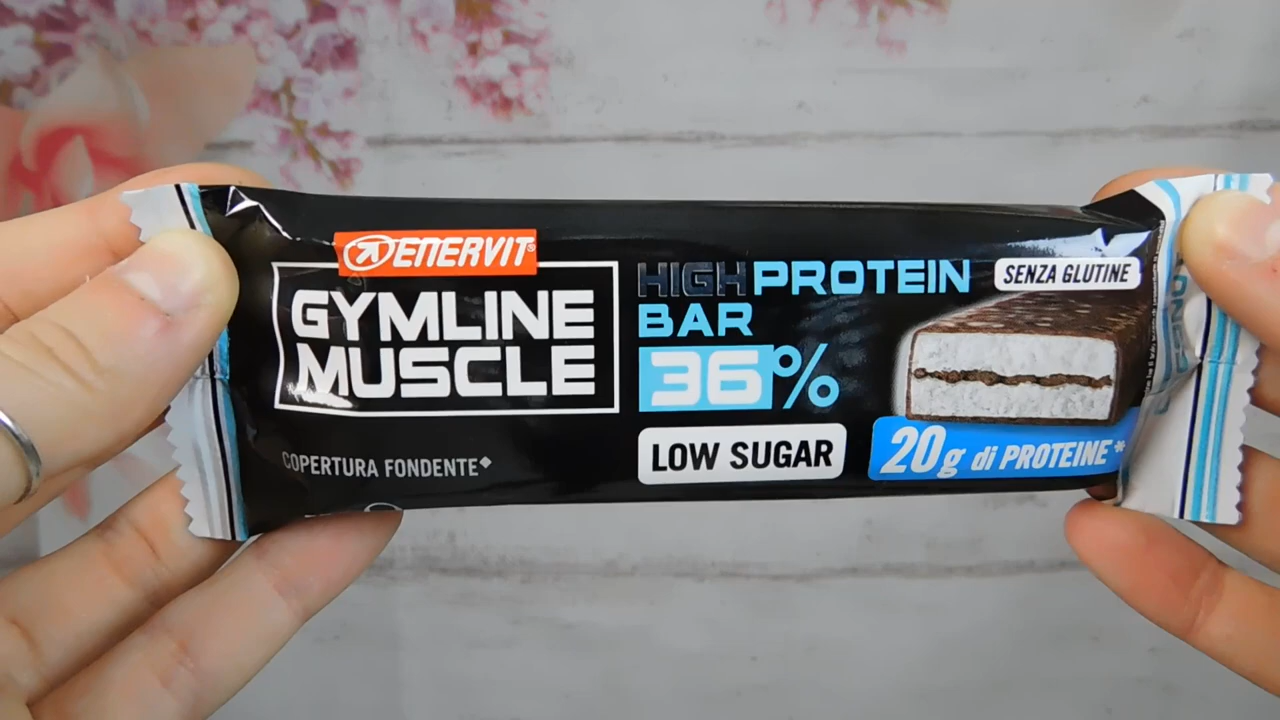 ENERVIT®
GYMLINE
MUSCLE
COPERTURA FONDENTE◆
HIGH PROTEIN
BAR
36%
LOW SUGAR
SENZA GLUTINE
20g di PROTEINE*